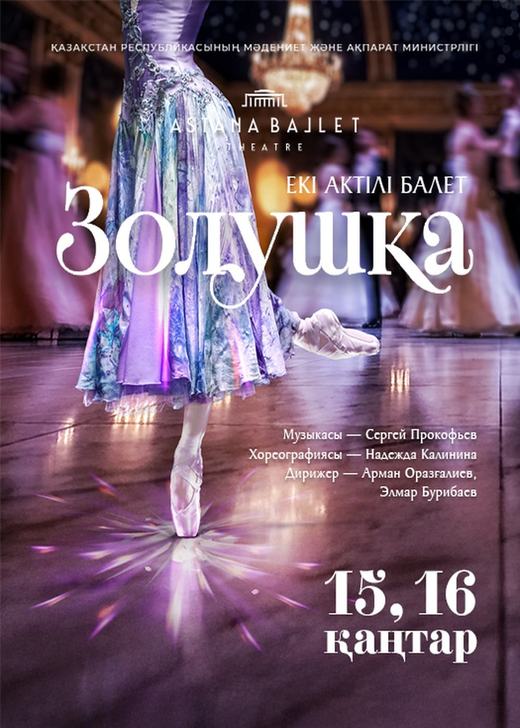 ҚАЗАҚСТАН РЕСПУБЛИКАСЫНЫҢ МӘДЕНИЕТ ЖӘНЕ АҚПАРАТ МИНИСТРЛІГІ
ASTANA BALLET
THEATRE
ЕКІ АКТІЛІ БАЛЕТ
Золушка
Музыкасы — Сергей Прокофьев
Хореографиясы — Надежда Калинина
Дирижер — Арман Оразғалиев,
Элмар Бурибаев
15, 16
қаңтар